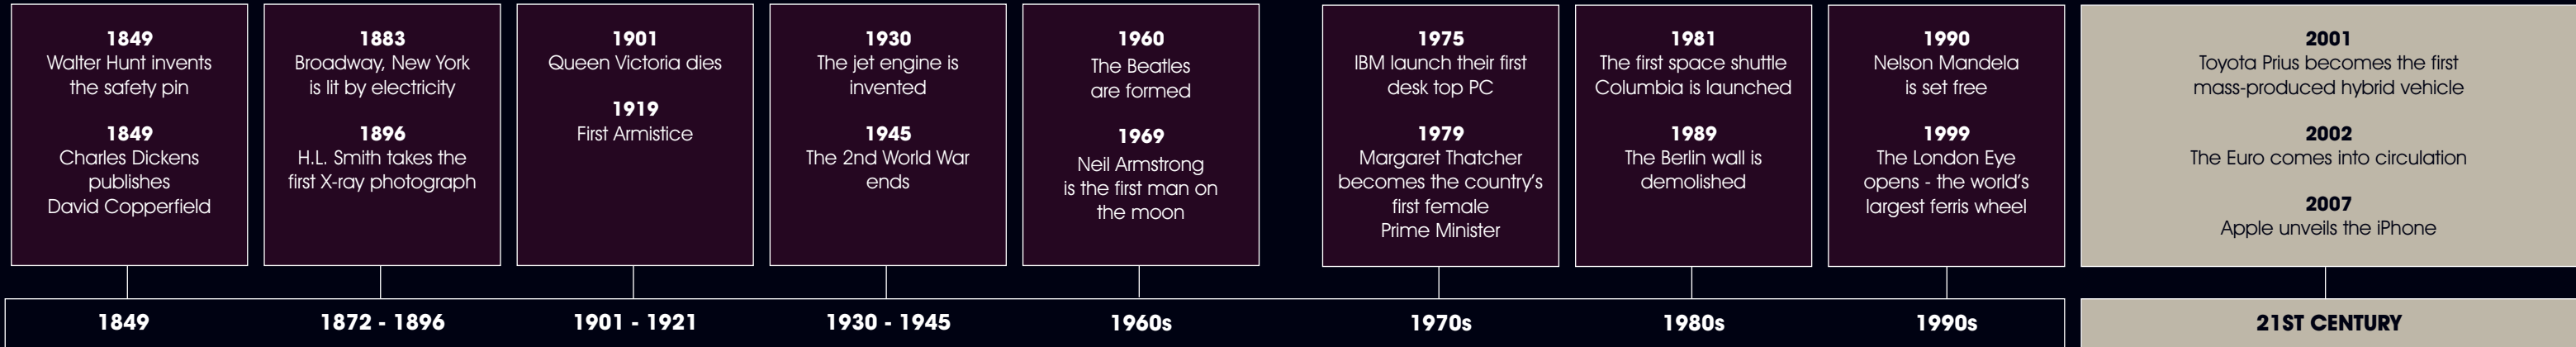 1849
Walter Hunt invents
the safety pin
1849
Charles Dickens
publishes
David Copperfield
1883
Broadway, New York
is lit by electricity
1896
H.L. Smith takes the
first X-ray photograph
1901
Queen Victoria dies
1919
First Armistice
1930
The jet engine is
invented
1945
The 2nd World War
ends
1960
The Beatles
are formed
1969
Neil Armstrong
is the first man on
the moon
1975
IBM launch their first
desk top PC
1979
Margaret Thatcher
becomes the country's
first female
Prime Minister
1981
The first space shuttle
Columbia is launched
1989
The Berlin wall is
demolished
1990
Nelson Mandela
is set free
1999
The London Eye
opens - the world's
largest ferris wheel
2001
Toyota Prius becomes the first
mass-produced hybrid vehicle
2002
The Euro comes into circulation
2007
Apple unveils the iPhone
1849
1872 - 1896
1901 - 1921
1930 - 1945
1960s
1970s
1980s
1990s
21ST CENTURY